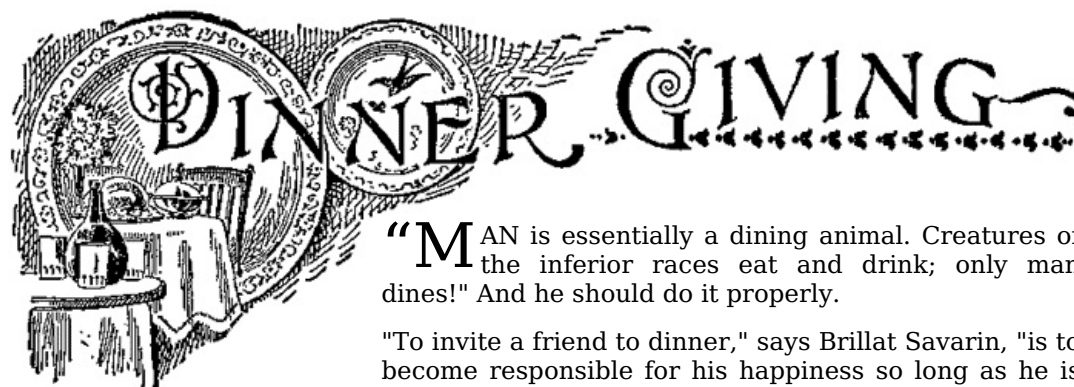 DINNER GIVING
“MAN is essentially a dining animal. Creatures of
the inferior races eat and drink; only man
dines!" And he should do it properly.
"To invite a friend to dinner," says Brillat Savarin, "is to
become responsible for his happiness so long as he is